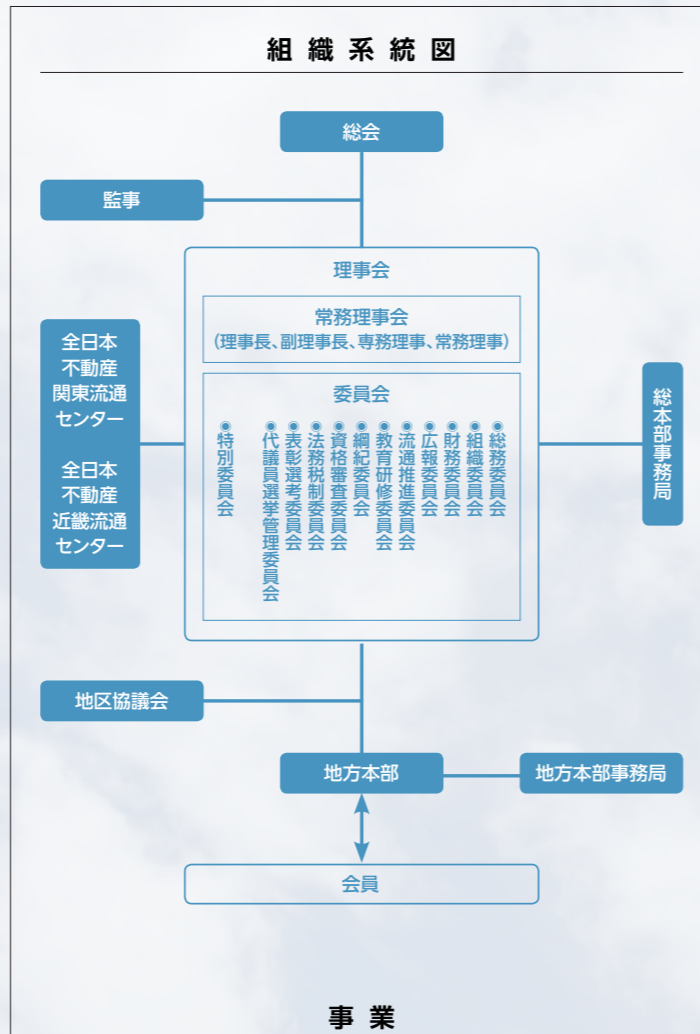 組織系統図
総会
監事
理事会
常務理事会
（理事長、副理事長、専務理事、常務理事）
全日本
不動産
関東流通
センター
全日本
不動産
近畿流通
センター
委員会
◉総務委員会
◉組織委員会
◉財務委員会
◉広報委員会
◉流通推進委員会
◉教育研修委員会
◉綱紀委員会
◉資格審査委員会
◉法務税制委員会
◉表彰選考委員会
◉代議員選挙管理委員会
◉特別委員会
総本部事務局
地区協議会
地方本部
地方本部事務局
会員
事業